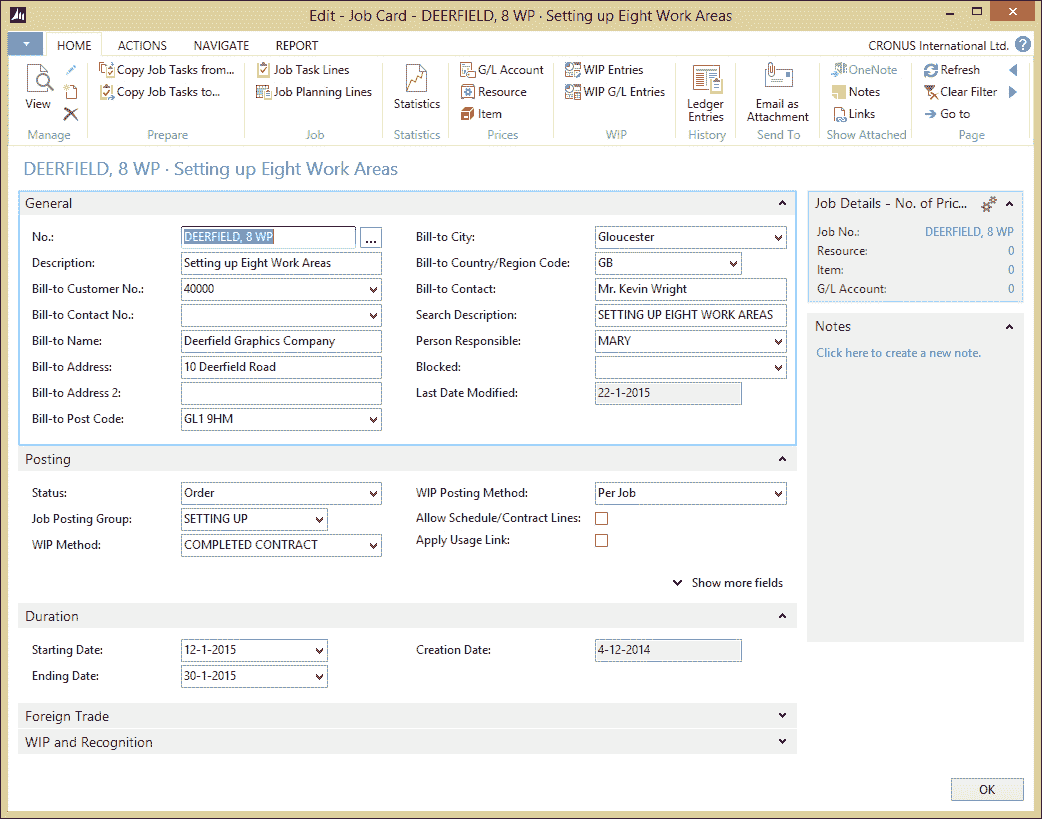 Edit - Job Card - DEERFIELD, 8 WP · Setting up Eight Work Areas
HOME ACTIONS NAVIGATE REPORT CRONUS International Ltd.
View
Manage
Copy Job Tasks from...
Copy Job Tasks to...
Prepare
Job Task Lines
Job Planning Lines
Job
Statistics
Statistics
G/L Account
Resource
Item
Prices
WIP Entries
WIP G/L Entries
WIP
Ledger
Entries
History
Email as
Attachment
Send To
OneNote
Notes
Links
Show Attached
Refresh
Clear Filter
Go to
Page
DEERFIELD, 8 WP · Setting up Eight Work Areas
General
No.: DEERFIELD, 8 WP ...
Description: Setting up Eight Work Areas
Bill-to Customer No.: 40000
Bill-to Contact No.:
Bill-to Name: Deerfield Graphics Company
Bill-to Address: 10 Deerfield Road
Bill-to Address 2:
Bill-to Post Code: GL1 9HM
Bill-to City: Gloucester
Bill-to Country/Region Code: GB
Bill-to Contact: Mr. Kevin Wright
Search Description: SETTING UP EIGHT WORK AREAS
Person Responsible: MARY
Blocked:
Last Date Modified: 22-1-2015
Posting
Status: Order
Job Posting Group: SETTING UP
WIP Method: COMPLETED CONTRACT
WIP Posting Method: Per Job
Allow Schedule/Contract Lines:
Apply Usage Link:
Show more fields
Duration
Starting Date: 12-1-2015
Ending Date: 30-1-2015
Creation Date: 4-12-2014
Foreign Trade
WIP and Recognition
Job Details - No. of Pric...
Job No.: DEERFIELD, 8 WP
Resource: 0
Item: 0
G/L Account: 0
Notes
Click here to create a new note.
OK